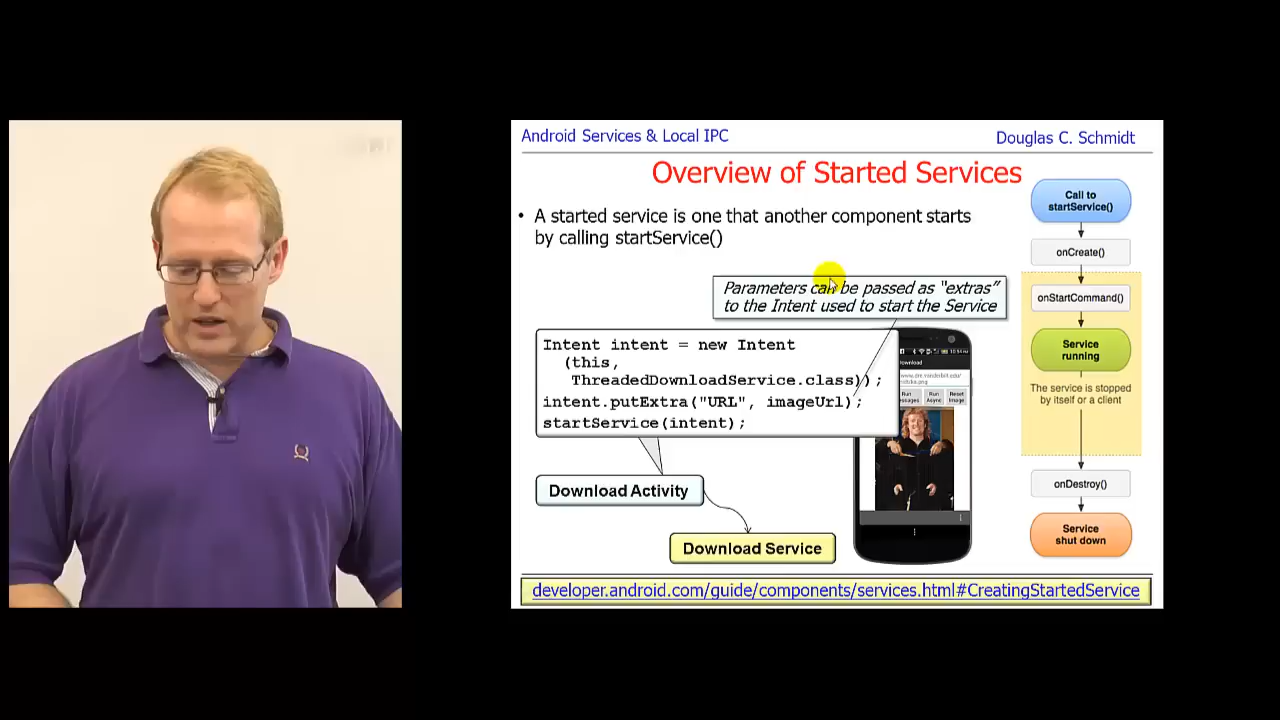 Android Services & Local IPC
Douglas C. Schmidt
Overview of Started Services
• A started service is one that another component starts
by calling startService()
Parameters can be passed as “extras”
to the Intent used to start the Service
Intent intent = new Intent
(this,
ThreadedDownloadService.class));
intent.putExtra("URL", imageUrl);
startService(intent);
Download Activity
Download Service
Run
Async
Reset
Image
Call to
startService()
onCreate()
onStartCommand()
Service
running
The service is stopped
by itself or a client
onDestroy()
Service
shut down
developer.android.com/guide/components/services.html#CreatingStartedService